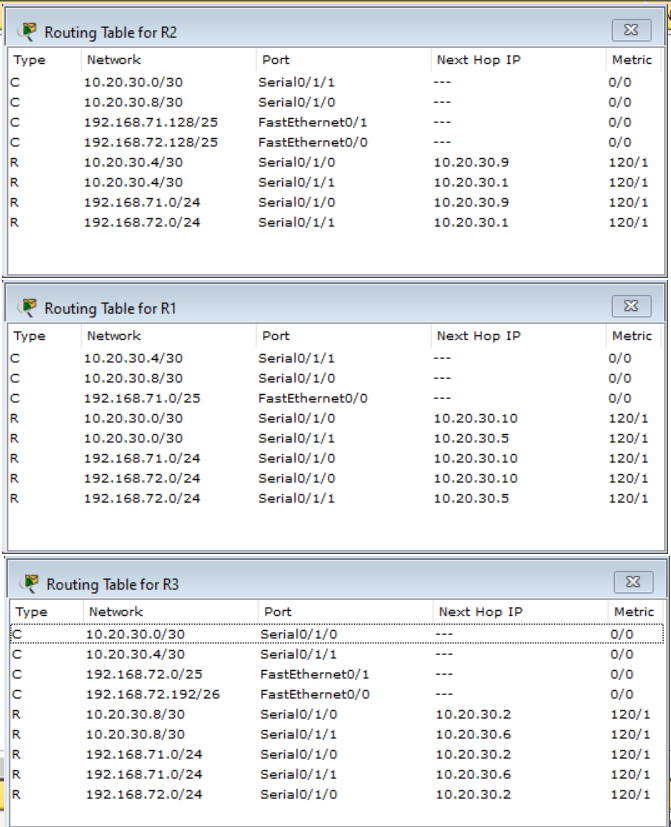 Routing Table for R2
Type Network Port Next Hop IP Metric
C 10.20.30.0/30 Serial0/1/1 --- 0/0
C 10.20.30.8/30 Serial0/1/0 --- 0/0
C 192.168.71.128/25 FastEthernet0/1 --- 0/0
C 192.168.72.128/25 FastEthernet0/0 --- 0/0
R 10.20.30.4/30 Serial0/1/0 10.20.30.9 120/1
R 10.20.30.4/30 Serial0/1/1 10.20.30.1 120/1
R 192.168.71.0/24 Serial0/1/0 10.20.30.9 120/1
R 192.168.72.0/24 Serial0/1/1 10.20.30.1 120/1
Routing Table for R1
Type Network Port Next Hop IP Metric
C 10.20.30.4/30 Serial0/1/1 --- 0/0
C 10.20.30.8/30 Serial0/1/0 --- 0/0
C 192.168.71.0/25 FastEthernet0/0 --- 0/0
R 10.20.30.0/30 Serial0/1/0 10.20.30.10 120/1
R 10.20.30.0/30 Serial0/1/1 10.20.30.5 120/1
R 192.168.71.0/24 Serial0/1/0 10.20.30.10 120/1
R 192.168.72.0/24 Serial0/1/0 10.20.30.10 120/1
R 192.168.72.0/24 Serial0/1/1 10.20.30.5 120/1
Routing Table for R3
Type Network Port Next Hop IP Metric
C 10.20.30.0/30 Serial0/1/0 --- 0/0
C 10.20.30.4/30 Serial0/1/1 --- 0/0
C 192.168.72.0/25 FastEthernet0/1 --- 0/0
C 192.168.72.192/26 FastEthernet0/0 --- 0/0
R 10.20.30.8/30 Serial0/1/0 10.20.30.2 120/1
R 10.20.30.8/30 Serial0/1/1 10.20.30.6 120/1
R 192.168.71.0/24 Serial0/1/0 10.20.30.2 120/1
R 192.168.71.0/24 Serial0/1/1 10.20.30.6 120/1
R 192.168.72.0/24 Serial0/1/0 10.20.30.2 120/1